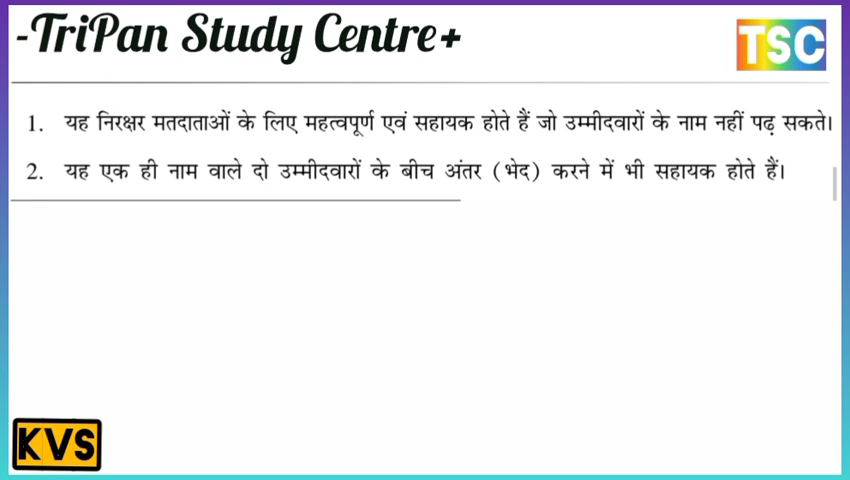 -TriPan Study Centre+
TSC
1. यह निरक्षर मतदाताओं के लिए महत्वपूर्ण एवं सहायक होते हैं जो उम्मीदवारों के नाम नहीं पढ़ सकते।
2. यह एक ही नाम वाले दो उम्मीदवारों के बीच अंतर (भेद) करने में भी सहायक होते हैं।
KVS